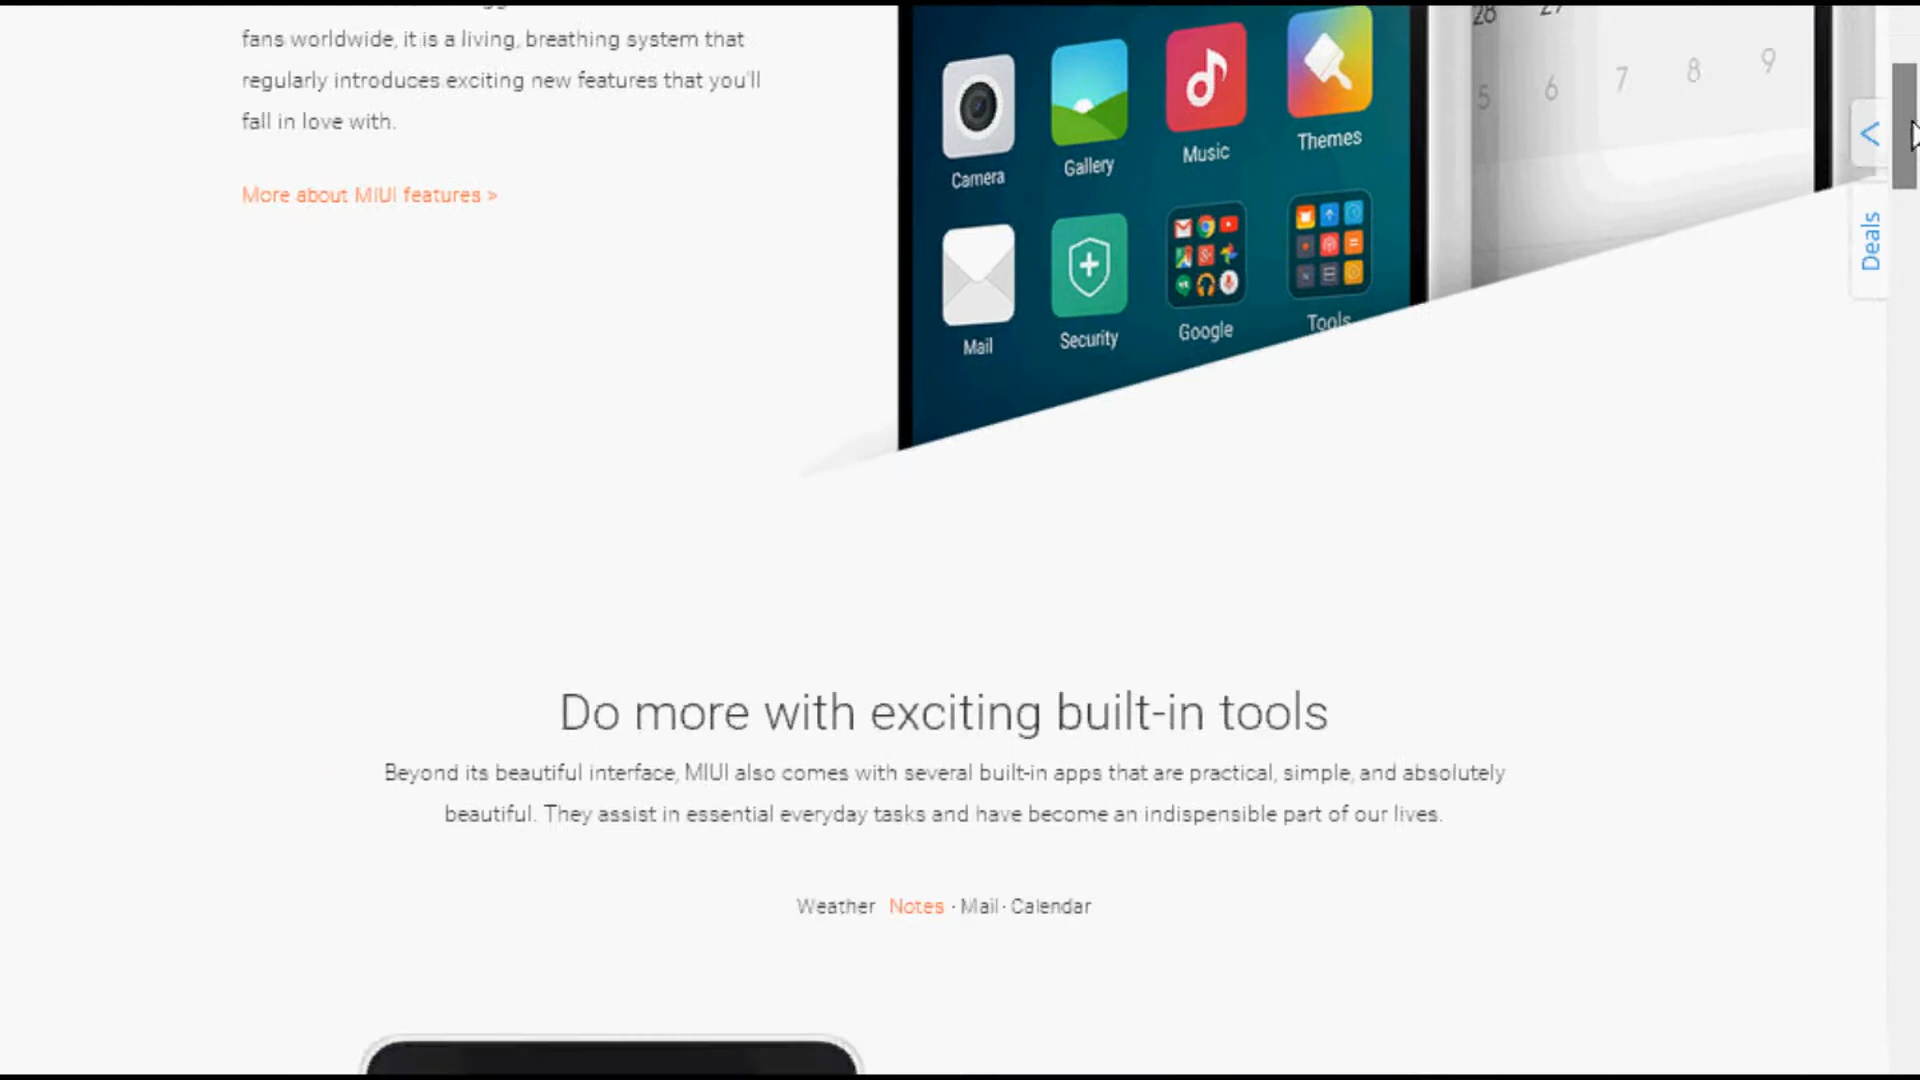 fans worldwide, it is a living, breathing system that
regularly introduces exciting new features that you'll
fall in love with.
More about MIUI features >
28
5 6 7 8 9
Camera
Gallery
Music
Themes
Mail
Security
Google
Tools
<
Deals
Do more with exciting built-in tools
Beyond its beautiful interface, MIUI also comes with several built-in apps that are practical, simple, and absolutely
beautiful. They assist in essential everyday tasks and have become an indispensible part of our lives.
Weather Notes · Mail · Calendar